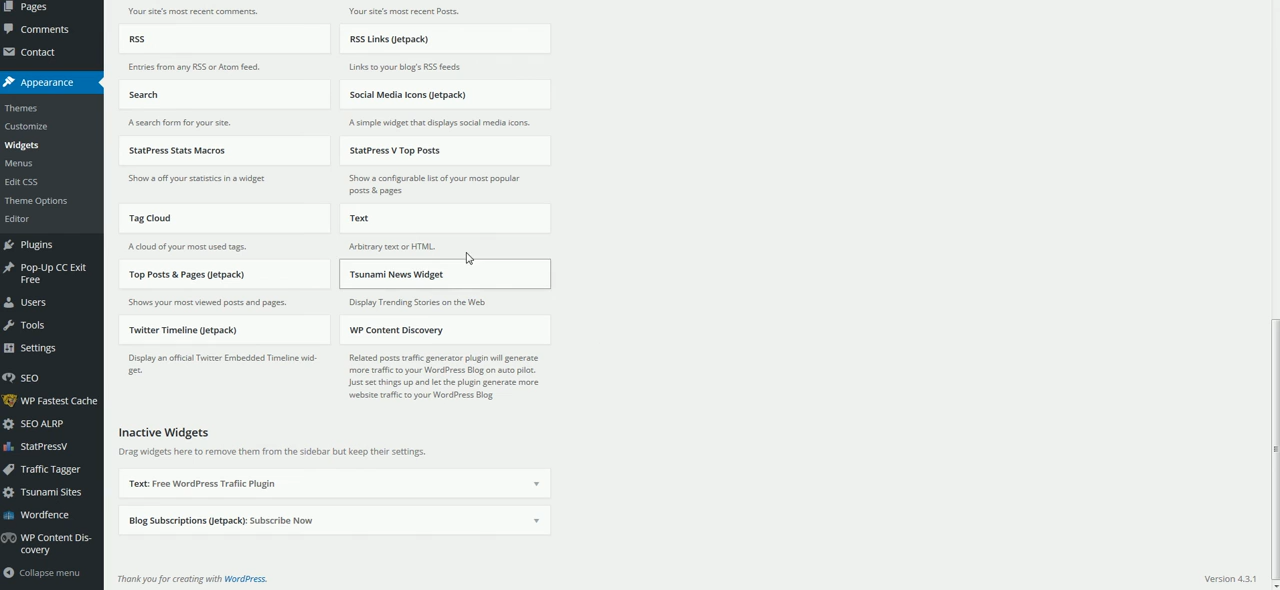 Pages
Comments
Contact
Appearance
Themes
Customize
Widgets
Menus
Edit CSS
Theme Options
Editor
Plugins
Pop-Up CC Exit
Free
Users
Tools
Settings
SEO
WP Fastest Cache
SEO ALRP
StatPressV
Traffic Tagger
Tsunami Sites
Wordfence
WP Content Dis-
covery
Collapse menu
Your site's most recent comments.
Your site's most recent Posts.
RSS
RSS Links (Jetpack)
Entries from any RSS or Atom feed.
Links to your blog's RSS feeds
Search
Social Media Icons (Jetpack)
A search form for your site.
A simple widget that displays social media icons.
StatPress Stats Macros
StatPress V Top Posts
Show a off your statistics in a widget
Show a configurable list of your most popular
posts & pages
Tag Cloud
Text
A cloud of your most used tags.
Arbitrary text or HTML.
Top Posts & Pages (Jetpack)
Tsunami News Widget
Shows your most viewed posts and pages.
Display Trending Stories on the Web
Twitter Timeline (Jetpack)
WP Content Discovery
Display an official Twitter Embedded Timeline wid-
get.
Related posts traffic generator plugin will generate
more traffic to your WordPress Blog on auto pilot.
Just set things up and let the plugin generate more
website traffic to your WordPress Blog
Inactive Widgets
Drag widgets here to remove them from the sidebar but keep their settings.
Text: Free WordPress Trafiic Plugin
Blog Subscriptions (Jetpack): Subscribe Now
Thank you for creating with WordPress.
Version 4.3.1